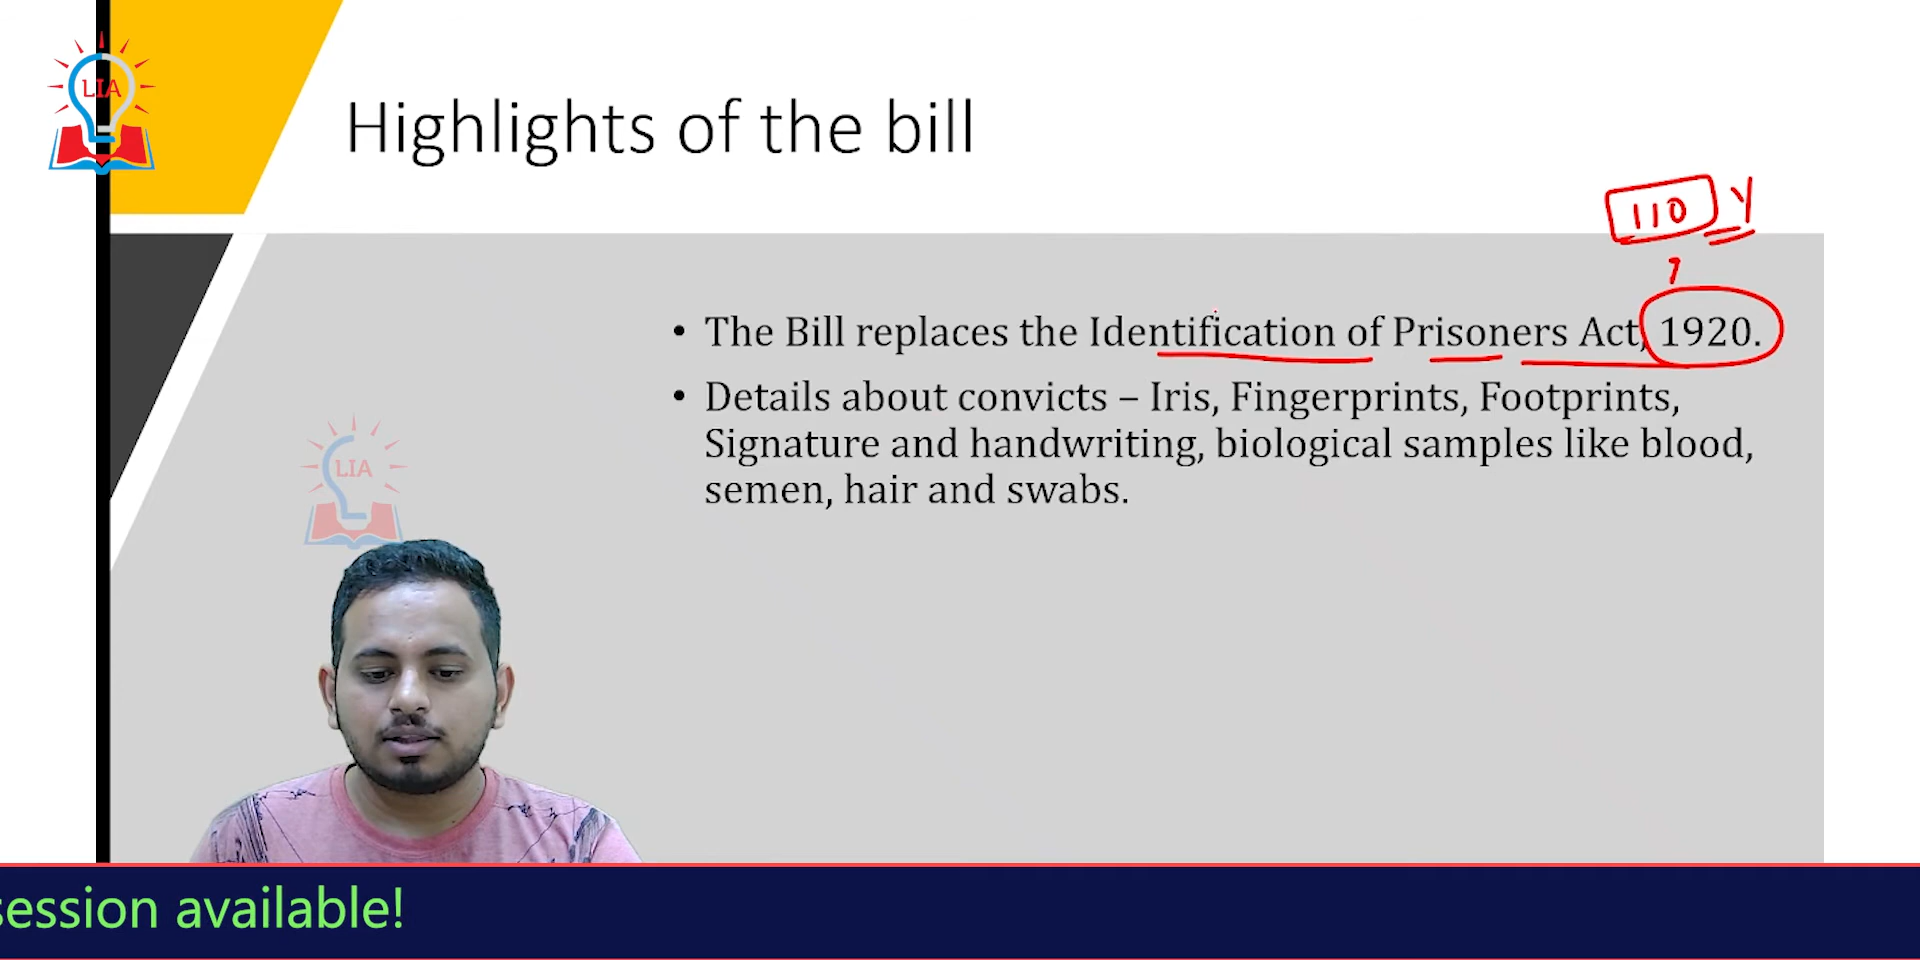 LIA
Highlights of the bill
110 y
• The Bill replaces the Identification of Prisoners Act, 1920.
• Details about convicts – Iris, Fingerprints, Footprints,
Signature and handwriting, biological samples like blood,
semen, hair and swabs.
LIA
session available!